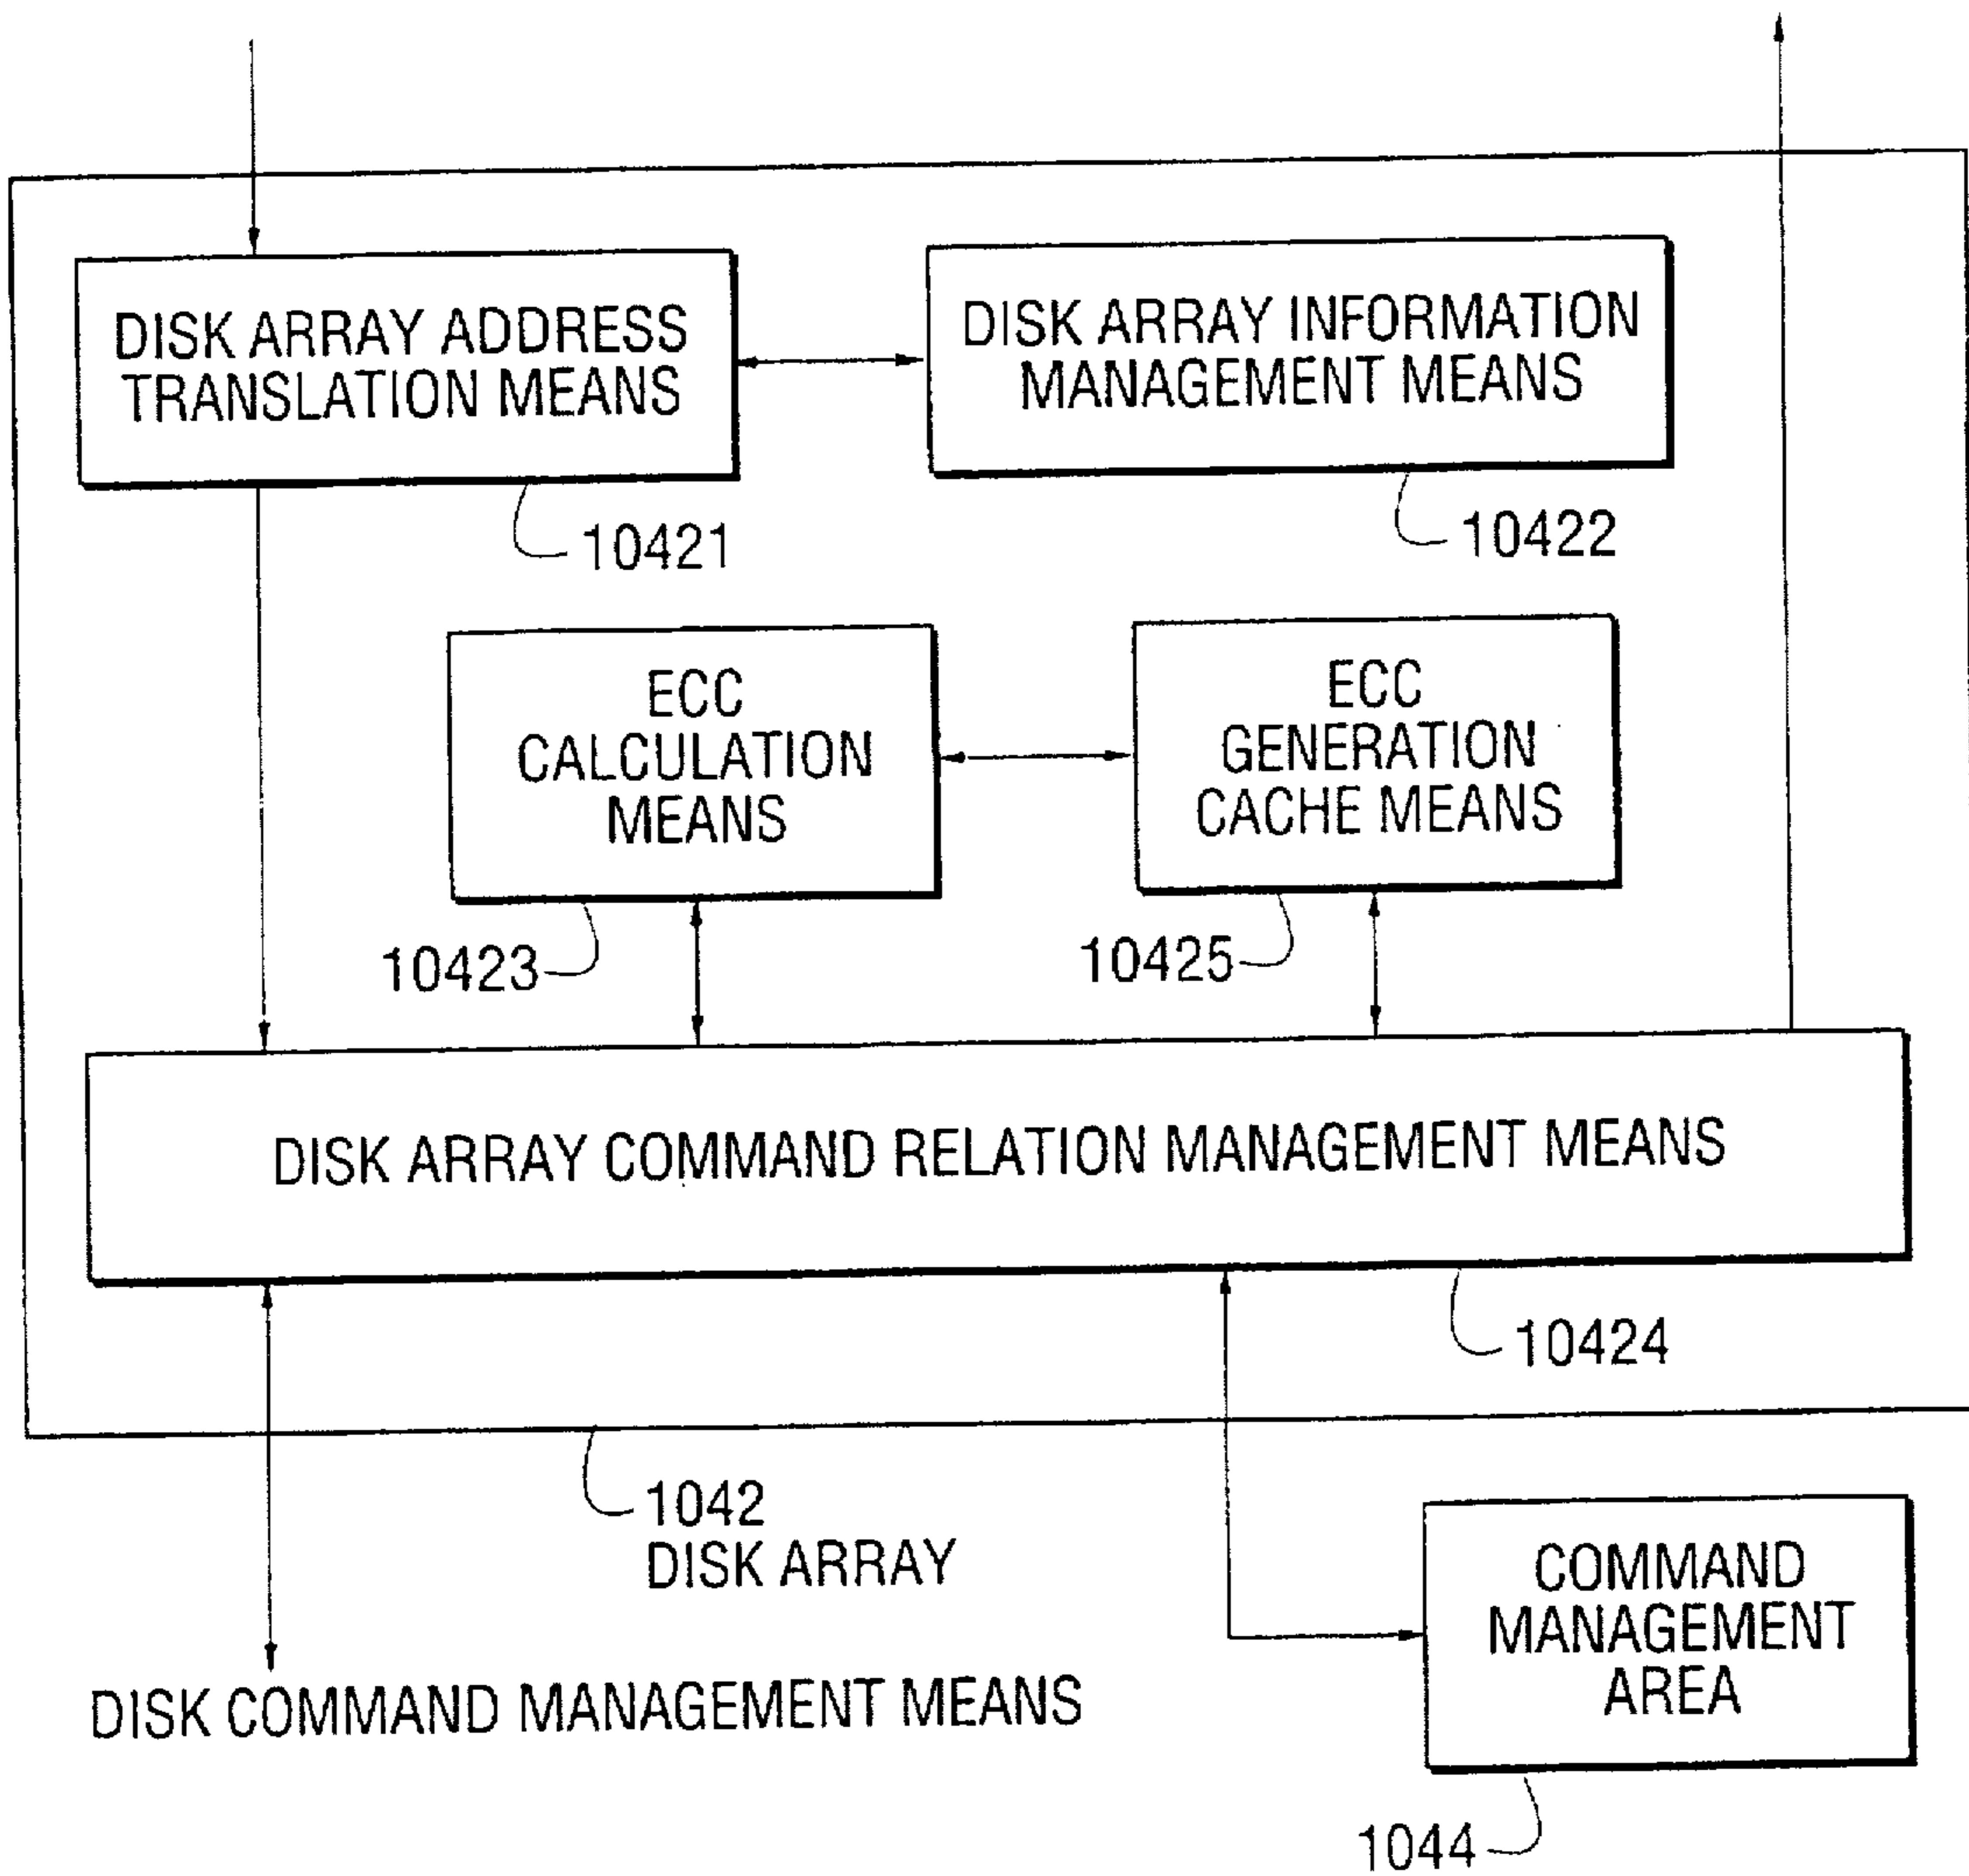 DISK ARRAY ADDRESS
TRANSLATION MEANS
10421
DISK ARRAY INFORMATION
MANAGEMENT MEANS
10422
ECC
CALCULATION
MEANS
10423
ECC
GENERATION
CACHE MEANS
10425
DISK ARRAY COMMAND RELATION MANAGEMENT MEANS
10424
1042
DISK ARRAY
DISK COMMAND MANAGEMENT MEANS
COMMAND
MANAGEMENT
AREA
1044